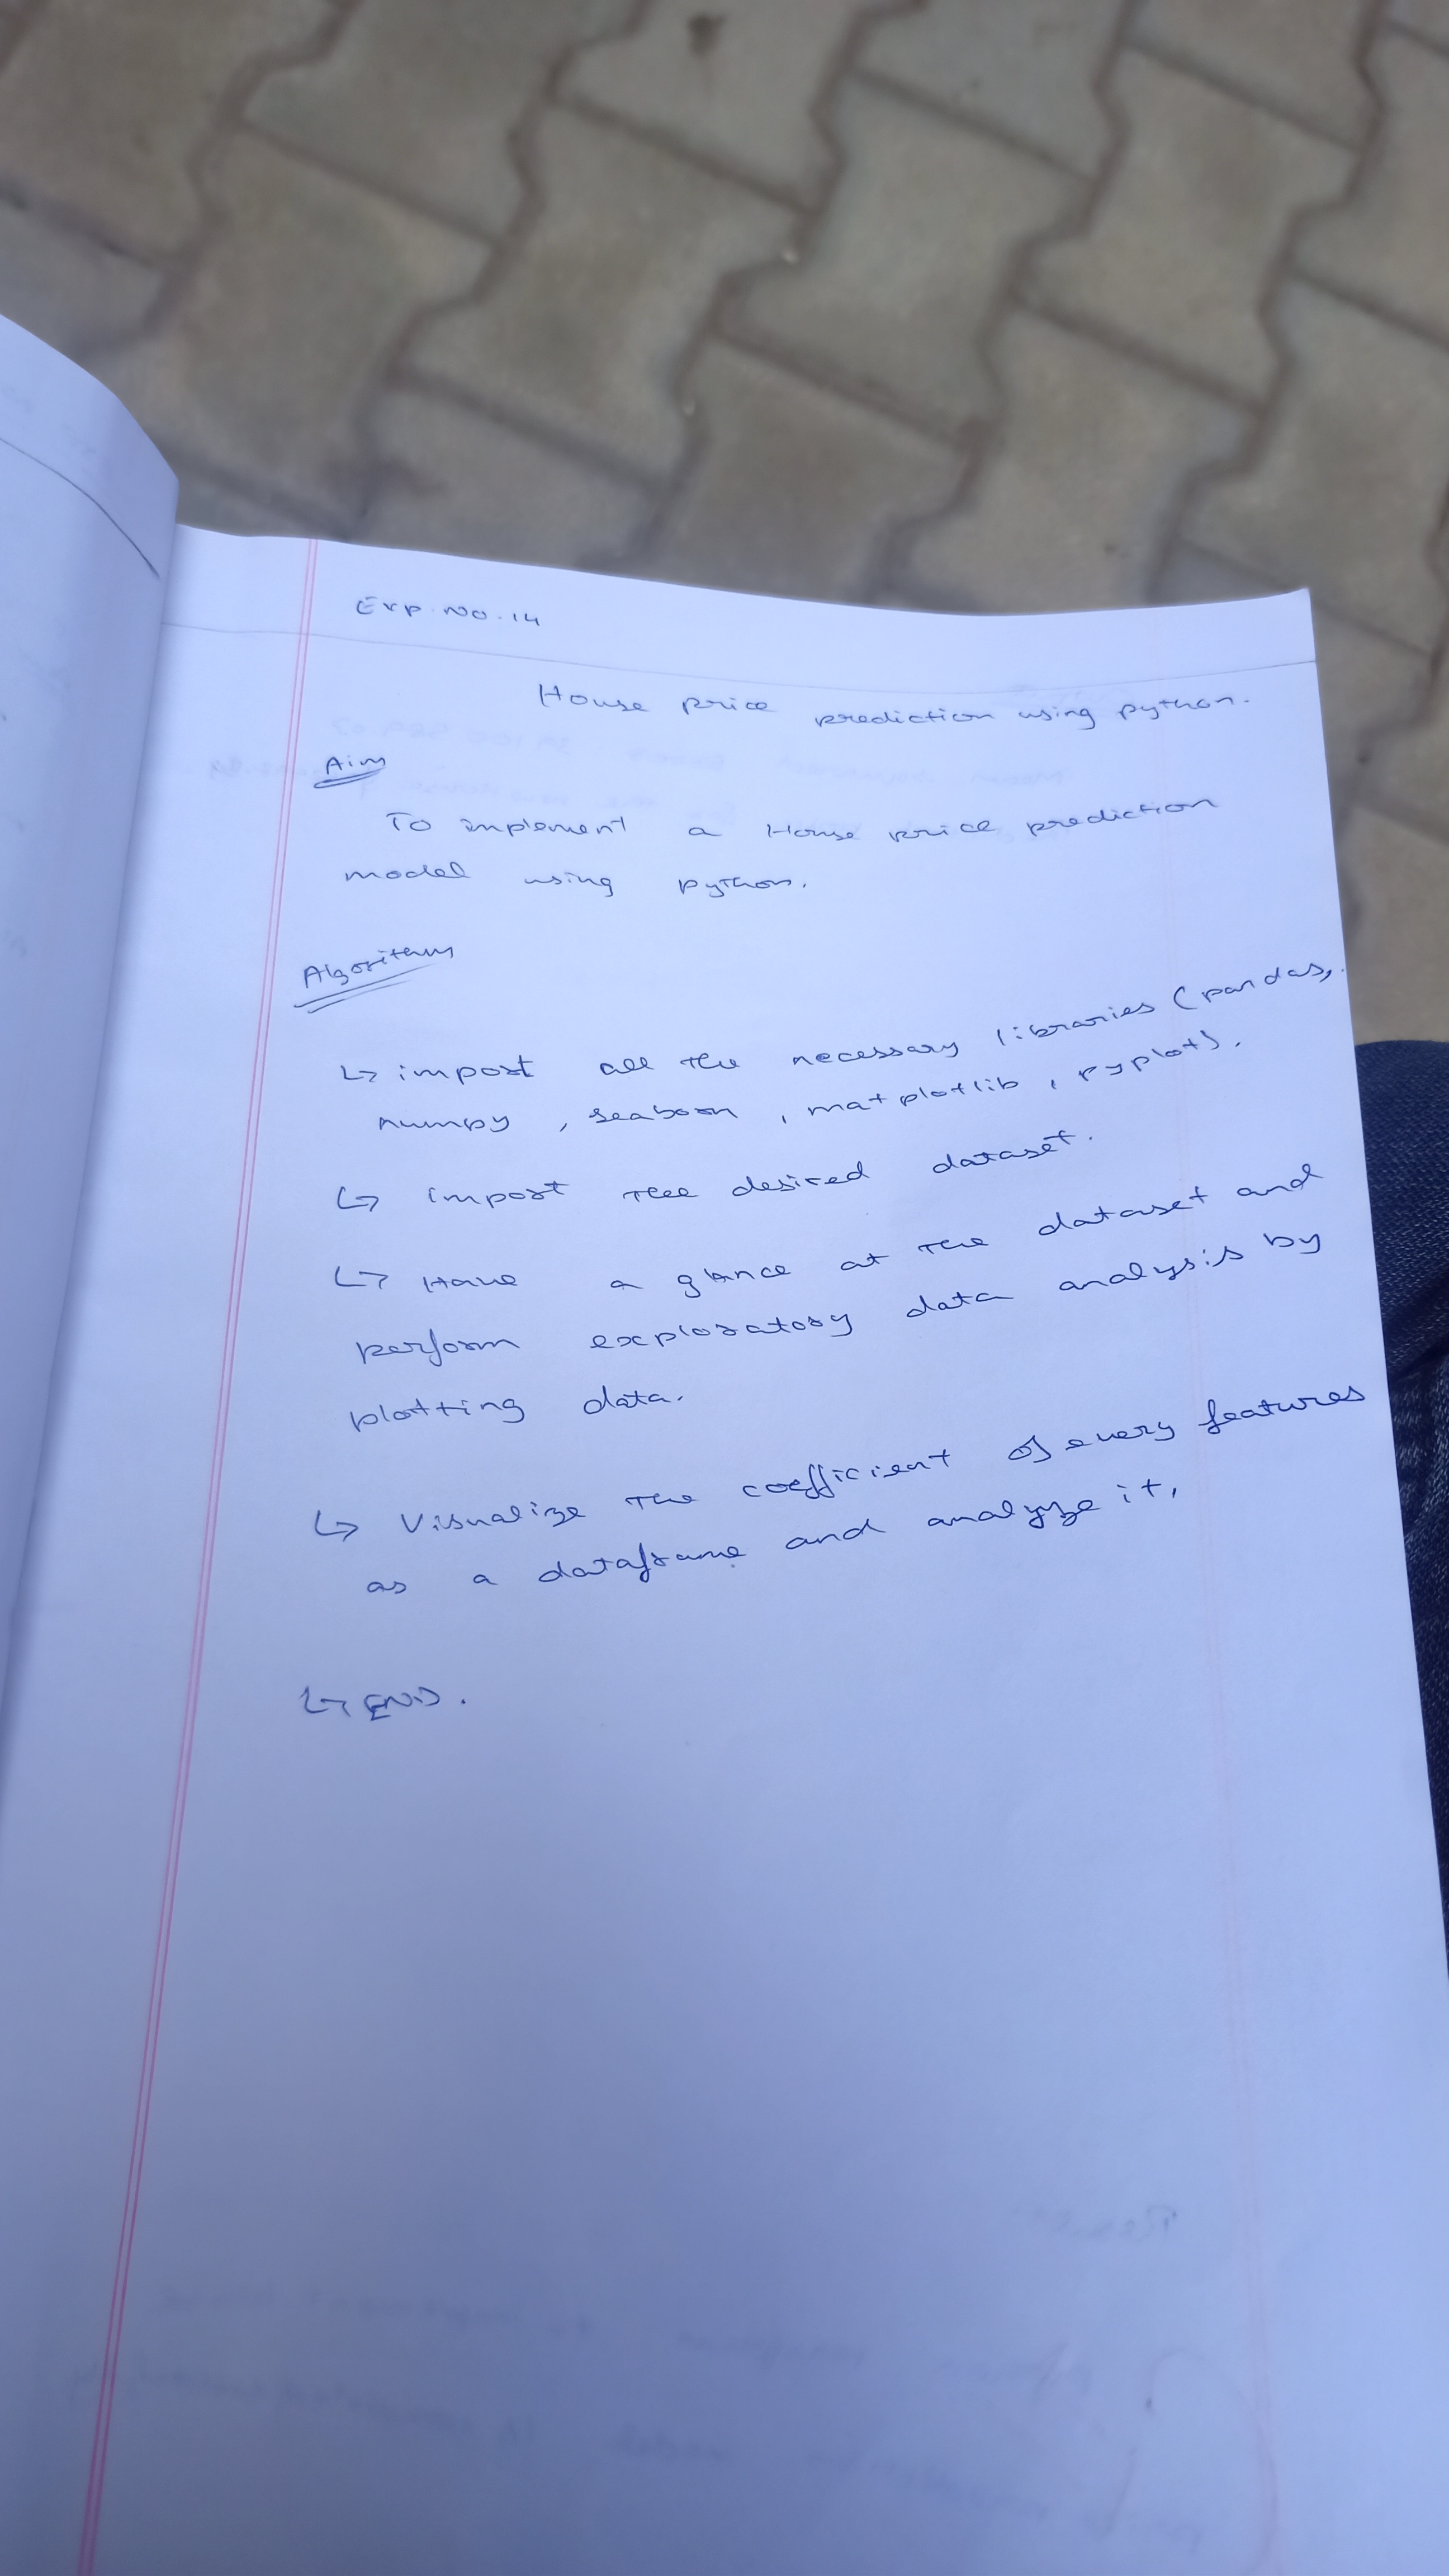 Exp. No. 14
House price prediction using python.
Aim
To implement a House price prediction
model using python.
Algorithm
↳ import all the necessary libraries (pandas,
numpy, seaborn, matplotlib, pyplot).
↳ import the desired dataset.
↳ Have a glance at the dataset and
perform exploratory data analysis by
plotting data.
↳ Visualize the coefficient of every features
as a dataframe and analyze it.
↳ END.